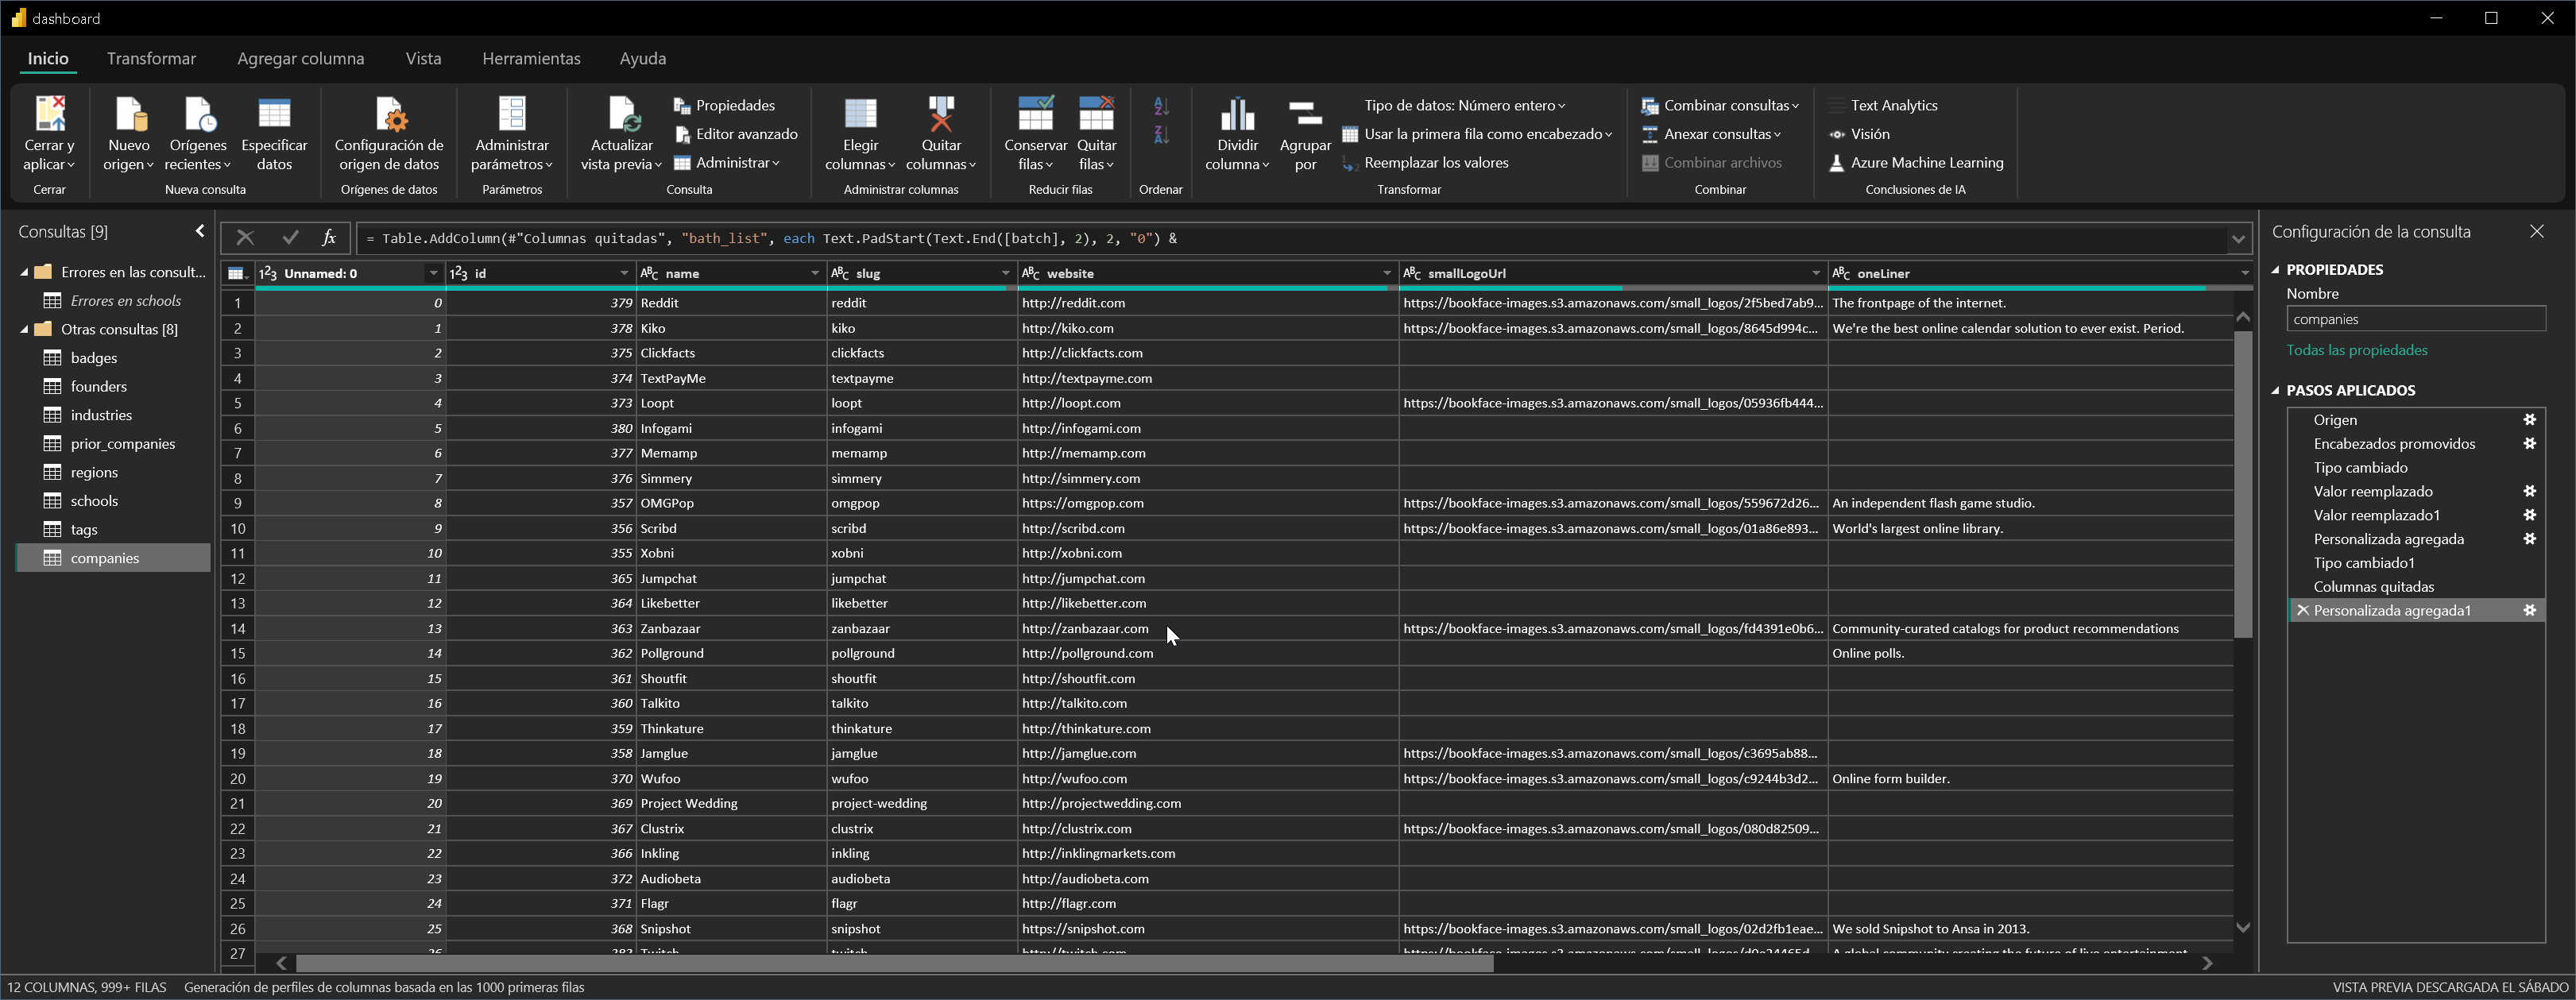 dashboard
Inicio
Transformar
Agregar columna
Vista
Herramientas
Ayuda
Cerrar y aplicar
Cerrar
Nuevo origen
Orígenes recientes
Especificar datos
Nueva consulta
Configuración de origen de datos
Orígenes de datos
Administrar parámetros
Parámetros
Actualizar vista previa
Propiedades
Editor avanzado
Administrar
Consulta
Elegir columnas
Quitar columnas
Administrar columnas
Conservar filas
Quitar filas
Reducir filas
Ordenar
Dividir columna
Agrupar por
Tipo de datos: Número entero
Usar la primera fila como encabezado
Reemplazar los valores
Transformar
Combinar consultas
Anexar consultas
Combinar archivos
Combinar
Text Analytics
Visión
Azure Machine Learning
Conclusiones de IA
Consultas [9]
Errores en las consult...
Errores en schools
Otras consultas [8]
badges
founders
industries
prior_companies
regions
schools
tags
companies
fx = Table.AddColumn(#"Columnas quitadas", "bath_list", each Text.PadStart(Text.End([batch], 2), 2, "0") &
Unnamed: 0 id name slug website smallLogoUrl oneLiner
1 0 379 Reddit reddit http://reddit.com https://bookface-images.s3.amazonaws.com/small_logos/2f5bed7ab9... The frontpage of the internet.
2 1 378 Kiko kiko http://kiko.com https://bookface-images.s3.amazonaws.com/small_logos/8645d994c... We're the best online calendar solution to ever exist. Period.
3 2 375 Clickfacts clickfacts http://clickfacts.com
4 3 374 TextPayMe textpayme http://textpayme.com
5 4 373 Loopt loopt http://loopt.com https://bookface-images.s3.amazonaws.com/small_logos/05936fb444...
6 5 380 Infogami infogami http://infogami.com
7 6 377 Memamp memamp http://memamp.com
8 7 376 Simmery simmery http://simmery.com
9 8 357 OMGPop omgpop https://omgpop.com https://bookface-images.s3.amazonaws.com/small_logos/559672d26... An independent flash game studio.
10 9 356 Scribd scribd http://scribd.com https://bookface-images.s3.amazonaws.com/small_logos/01a86e893... World's largest online library.
11 10 355 Xobni xobni http://xobni.com
12 11 365 Jumpchat jumpchat http://jumpchat.com
13 12 364 Likebetter likebetter http://likebetter.com
14 13 363 Zanbazaar zanbazaar http://zanbazaar.com https://bookface-images.s3.amazonaws.com/small_logos/fd4391e0b6... Community-curated catalogs for product recommendations
15 14 362 Pollground pollground http://pollground.com Online polls.
16 15 361 Shoutfit shoutfit http://shoutfit.com
17 16 360 Talkito talkito http://talkito.com
18 17 359 Thinkature thinkature http://thinkature.com
19 18 358 Jamglue jamglue http://jamglue.com https://bookface-images.s3.amazonaws.com/small_logos/c3695ab88...
20 19 370 Wufoo wufoo http://wufoo.com https://bookface-images.s3.amazonaws.com/small_logos/c9244b3d2... Online form builder.
21 20 369 Project Wedding project-wedding http://projectwedding.com
22 21 367 Clustrix clustrix http://clustrix.com https://bookface-images.s3.amazonaws.com/small_logos/080d82509...
23 22 366 Inkling inkling http://inklingmarkets.com
24 23 372 Audiobeta audiobeta http://audiobeta.com
25 24 371 Flagr flagr http://flagr.com
26 25 368 Snipshot snipshot https://snipshot.com https://bookface-images.s3.amazonaws.com/small_logos/02d2fb1eae... We sold Snipshot to Ansa in 2013.
27
Configuración de la consulta
PROPIEDADES
Nombre
companies
Todas las propiedades
PASOS APLICADOS
Origen
Encabezados promovidos
Tipo cambiado
Valor reemplazado
Valor reemplazado1
Personalizada agregada
Tipo cambiado1
Columnas quitadas
Personalizada agregada1
12 COLUMNAS, 999+ FILAS
Generación de perfiles de columnas basada en las 1000 primeras filas
VISTA PREVIA DESCARGADA EL SÁBADO.